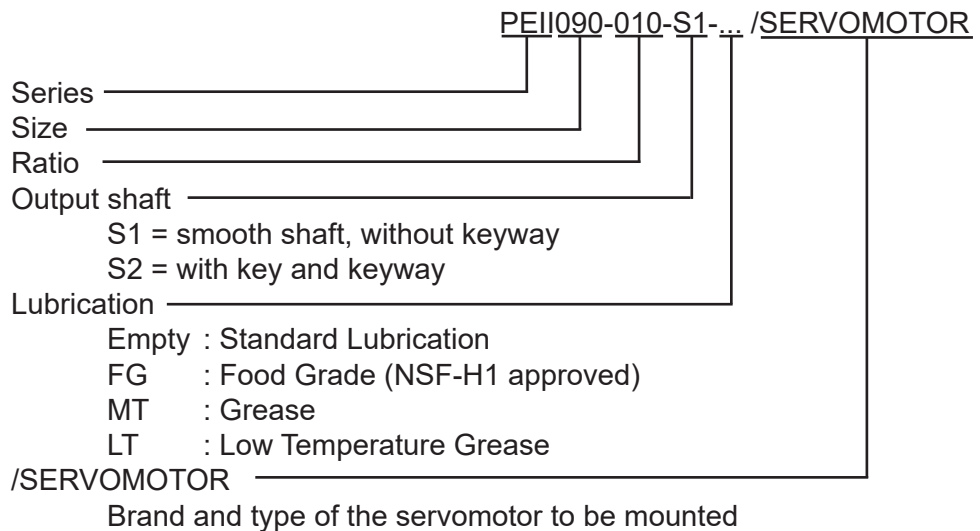 PEII090-010-S1-... /SERVOMOTOR
Series
Size
Ratio
Output shaft
S1 = smooth shaft, without keyway
S2 = with key and keyway
Lubrication
Empty : Standard Lubrication
FG : Food Grade (NSF-H1 approved)
MT : Grease
LT : Low Temperature Grease
/SERVOMOTOR
Brand and type of the servomotor to be mounted